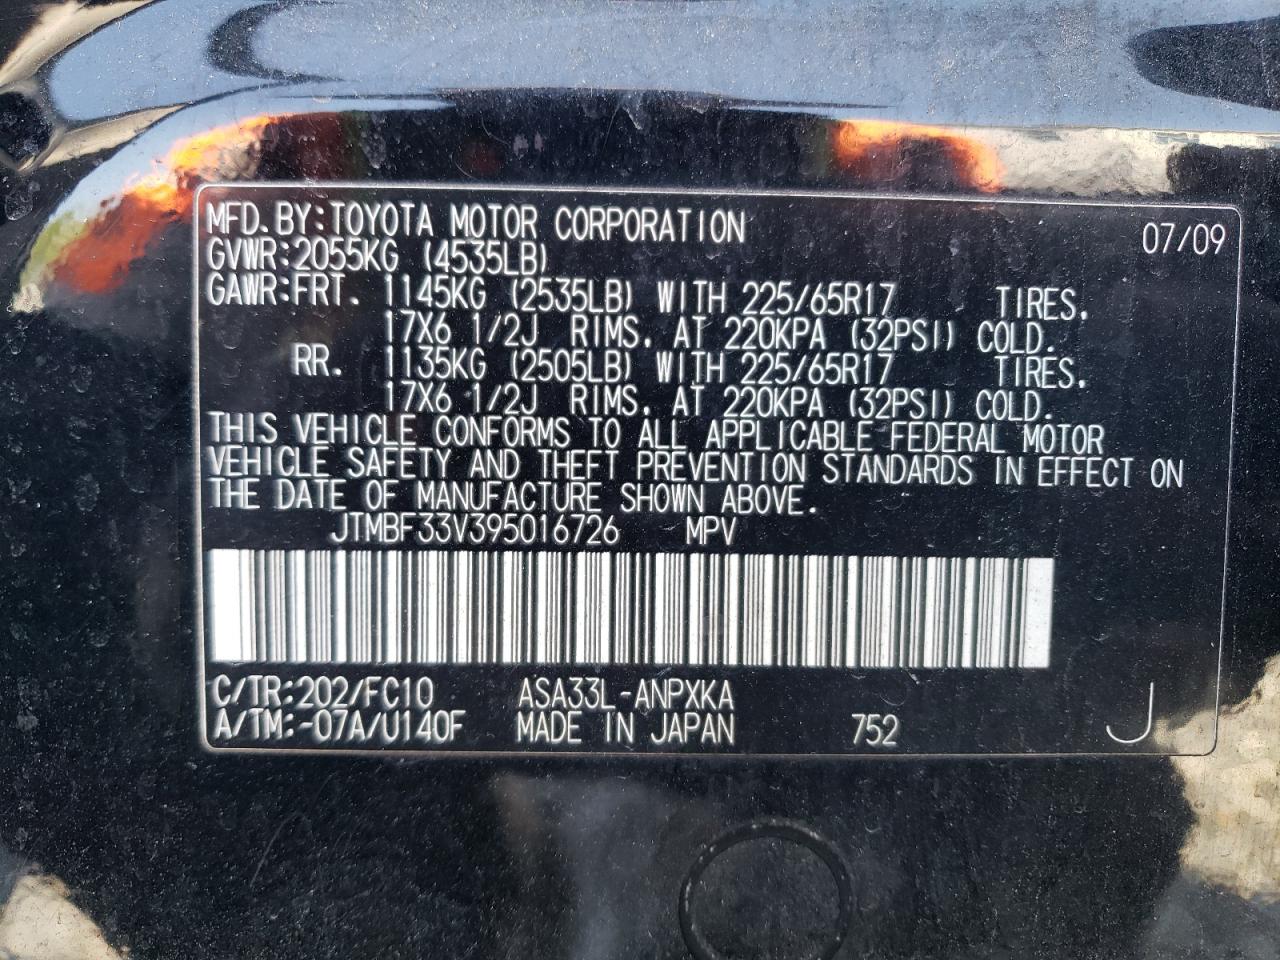 MFD.BY:TOYOTA MOTOR CORPORATION 07/09
GVWR:2055KG (4535LB)
GAWR:FRT. 1145KG (2535LB) WITH 225/65R17 TIRES.
17X6 1/2J RIMS. AT 220KPA (32PSI) COLD.
RR. 1135KG (2505LB) WITH 225/65R17 TIRES.
17X6 1/2J RIMS. AT 220KPA (32PSI) COLD.
THIS VEHICLE CONFORMS TO ALL APPLICABLE FEDERAL MOTOR
VEHICLE SAFETY AND THEFT PREVENTION STANDARDS IN EFFECT ON
THE DATE OF MANUFACTURE SHOWN ABOVE.
JTMBF33V395016726 MPV
C/TR:202/FC10 ASA33L-ANPXKA
A/TM:-07A/U140F MADE IN JAPAN 752 J